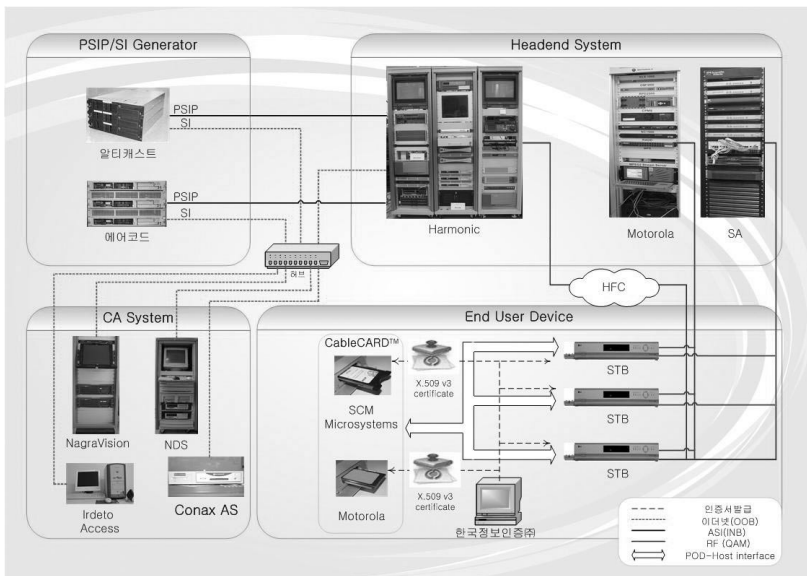 PSIP/SI Generator
PSIP
SI
알티캐스트
PSIP
SI
에어코드
Headend System
Harmonic
Motorola
SA
허브
HFC
CA System
NagraVision
NDS
Irdeto
Access
Conax AS
End User Device
CableCARD™
SCM
Microsystems
Motorola
X.509 v3
certificate
X.509 v3
certificate
한국정보인증㈜
STB
STB
STB
인증서발급
이더넷(OOB)
ASI(INB)
RF (QAM)
POD-Host interface